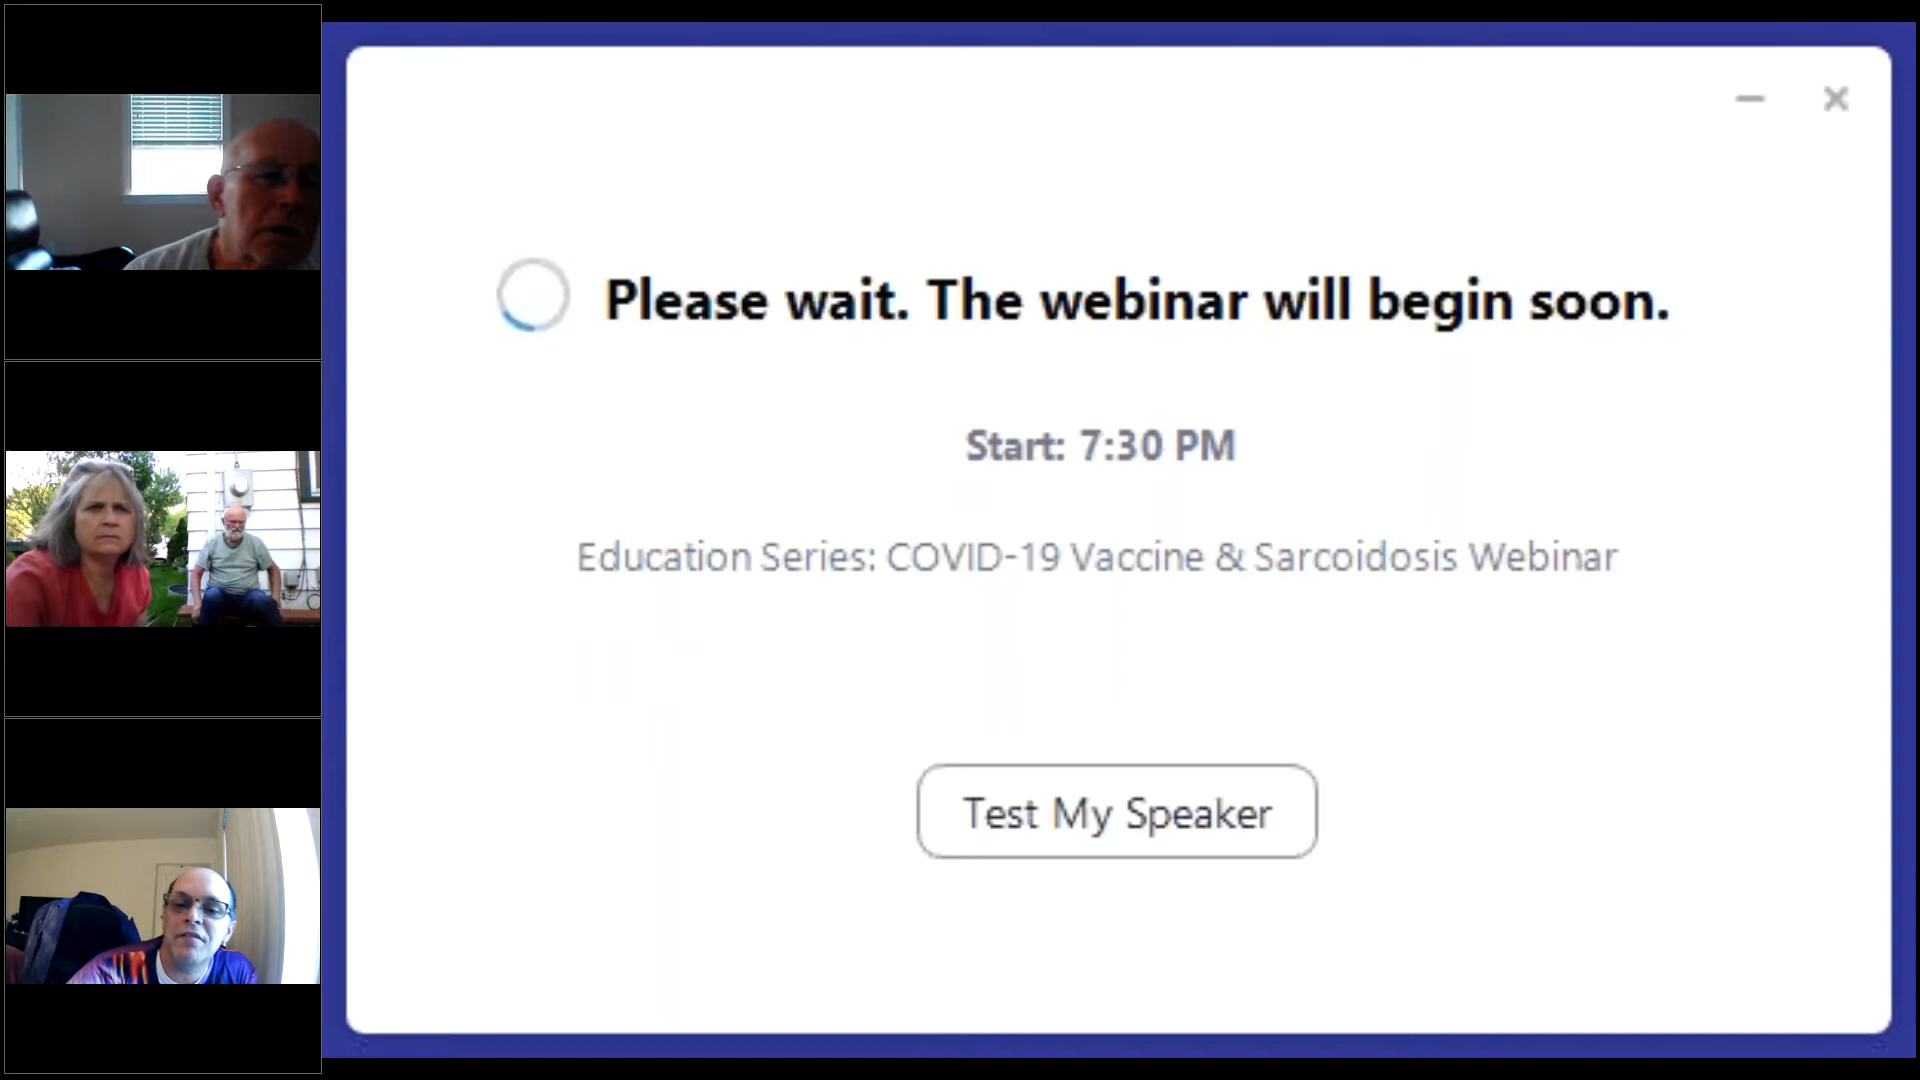 Please wait. The webinar will begin soon.
Start: 7:30 PM
Education Series: COVID-19 Vaccine & Sarcoidosis Webinar
Test My Speaker